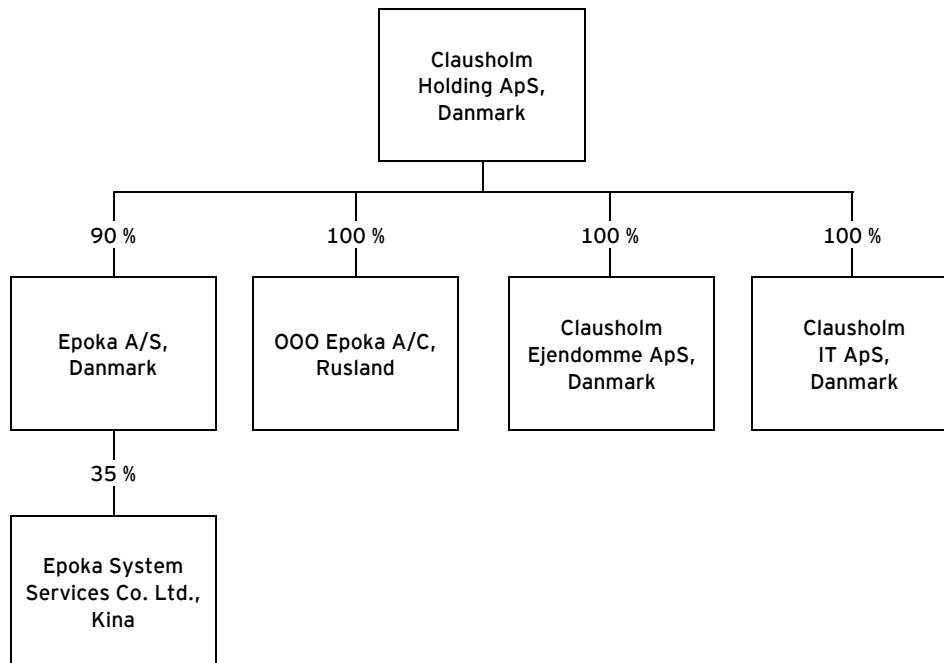 Clausholm
Holding ApS,
Danmark
90 %
100 %
100 %
100 %
Epoka A/S,
Danmark
OOO Epoka A/C,
Rusland
Clausholm
Ejendomme ApS,
Danmark
Clausholm
IT ApS,
Danmark
35 %
Epoka System
Services Co. Ltd.,
Kina